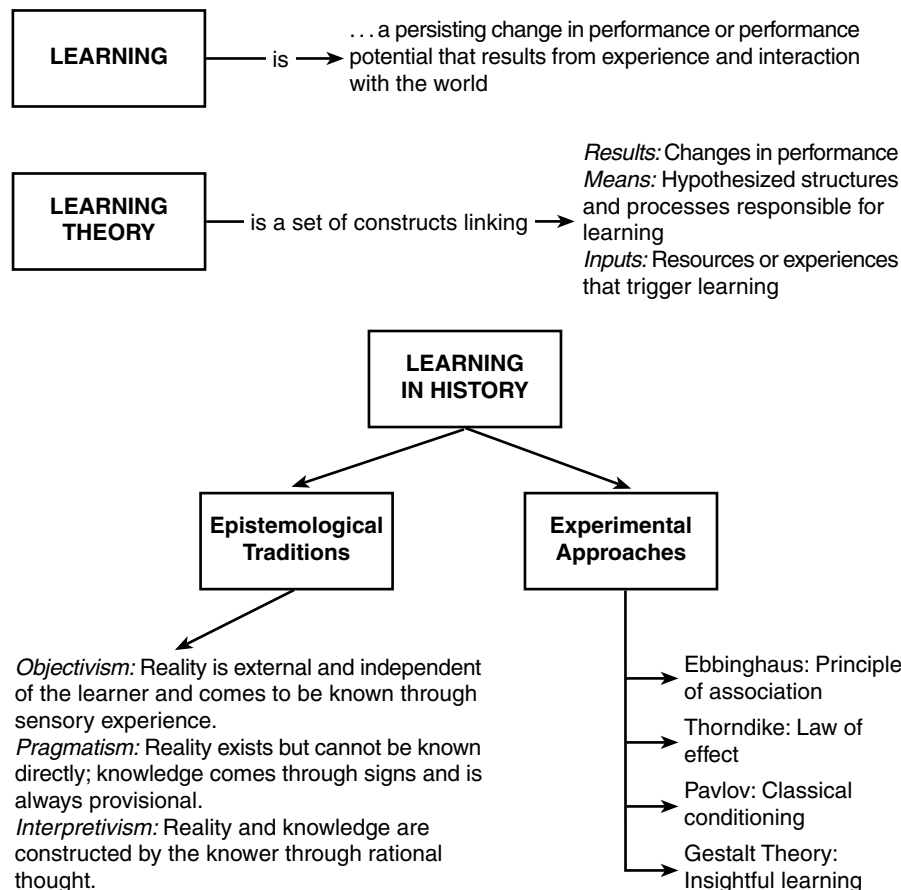 LEARNING
is
. . . a persisting change in performance or performance
potential that results from experience and interaction
with the world
LEARNING
THEORY
is a set of constructs linking
Results: Changes in performance
Means: Hypothesized structures
and processes responsible for
learning
Inputs: Resources or experiences
that trigger learning
LEARNING
IN HISTORY
Epistemological
Traditions
Experimental
Approaches
Objectivism: Reality is external and independent
of the learner and comes to be known through
sensory experience.
Pragmatism: Reality exists but cannot be known
directly; knowledge comes through signs and is
always provisional.
Interpretivism: Reality and knowledge are
constructed by the knower through rational
thought.
Ebbinghaus: Principle
of association
Thorndike: Law of
effect
Pavlov: Classical
conditioning
Gestalt Theory:
Insightful learning